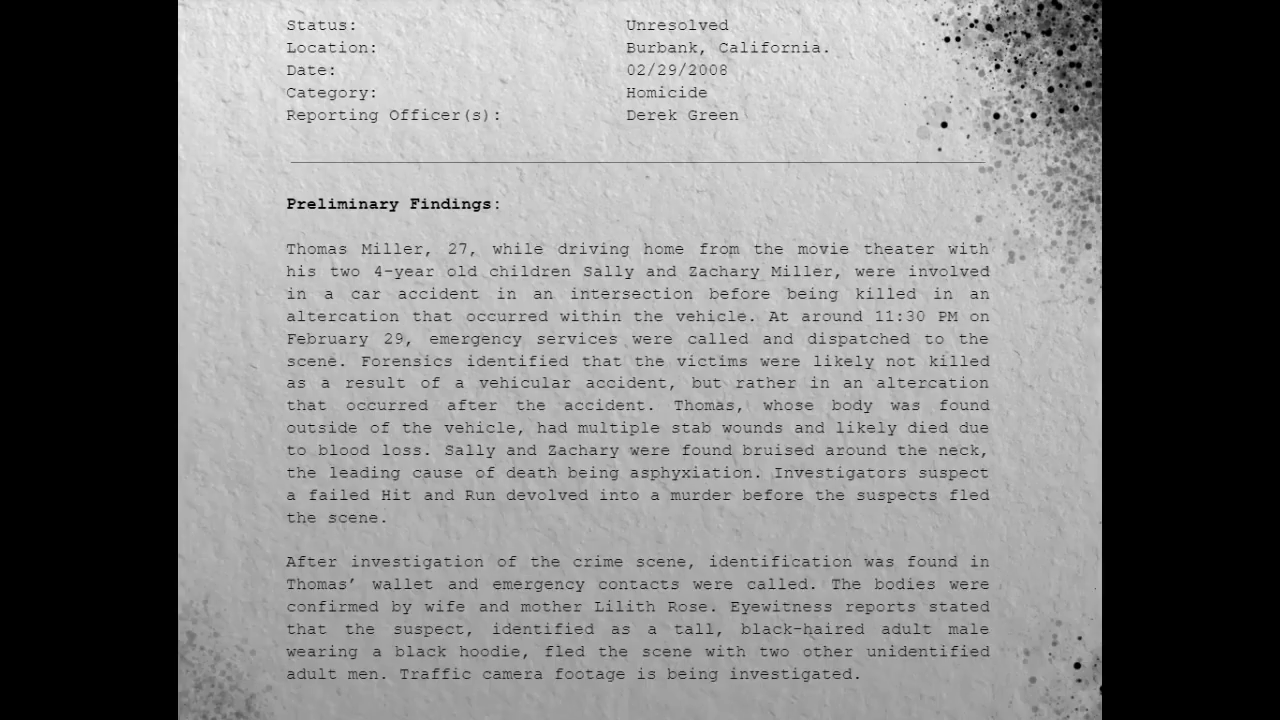 Status: Unresolved
Location: Burbank, California.
Date: 02/29/2008
Category: Homicide
Reporting Officer(s): Derek Green
Preliminary Findings:
Thomas Miller, 27, while driving home from the movie theater with
his two 4-year old children Sally and Zachary Miller, were involved
in a car accident in an intersection before being killed in an
altercation that occurred within the vehicle. At around 11:30 PM on
February 29, emergency services were called and dispatched to the
scene. Forensics identified that the victims were likely not killed
as a result of a vehicular accident, but rather in an altercation
that occurred after the accident. Thomas, whose body was found
outside of the vehicle, had multiple stab wounds and likely died due
to blood loss. Sally and Zachary were found bruised around the neck,
the leading cause of death being asphyxiation. Investigators suspect
a failed Hit and Run devolved into a murder before the suspects fled
the scene.
After investigation of the crime scene, identification was found in
Thomas’ wallet and emergency contacts were called. The bodies were
confirmed by wife and mother Lilith Rose. Eyewitness reports stated
that the suspect, identified as a tall, black-haired adult male
wearing a black hoodie, fled the scene with two other unidentified
adult men. Traffic camera footage is being investigated.